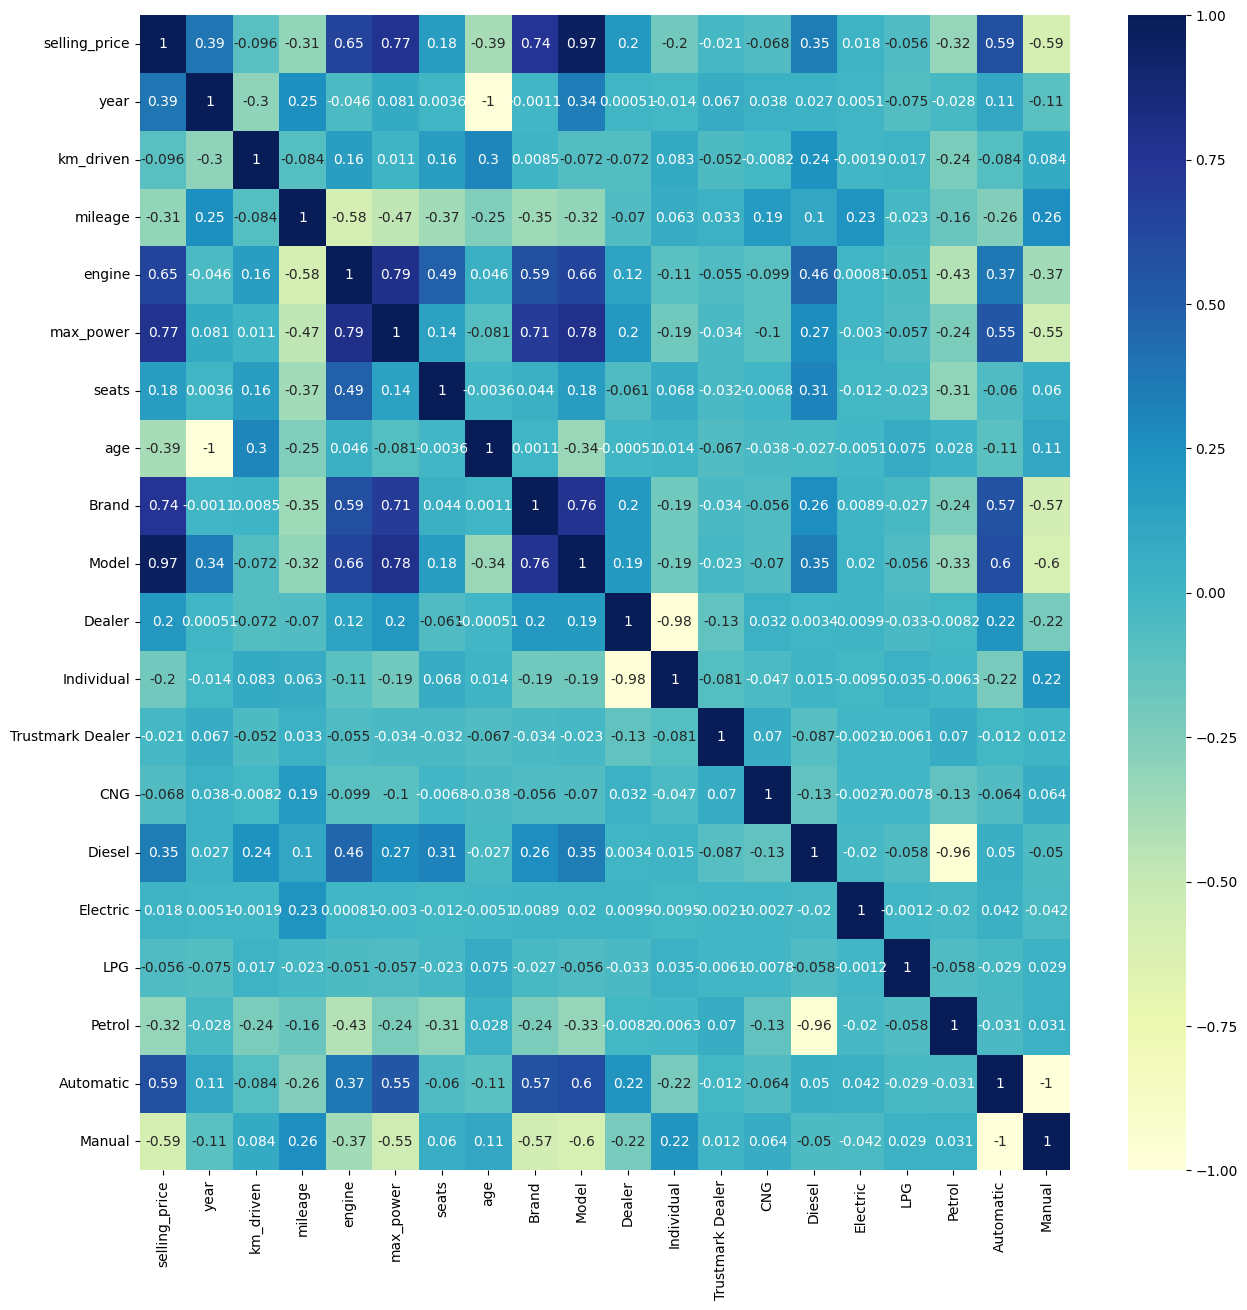 selling_price 1 0.39 -0.096 -0.31 0.65 0.77 0.18 -0.39 0.74 0.97 0.2 -0.2 -0.021 -0.068 0.35 0.018 -0.056 -0.32 0.59 -0.59
year 0.39 1 -0.3 0.25 -0.046 0.081 0.0036 -1 -0.0011 0.34 0.00051 -0.014 0.067 0.038 0.027 0.0051 -0.075 -0.028 0.11 -0.11
km_driven -0.096 -0.3 1 -0.084 0.16 0.011 0.16 0.3 0.0085 -0.072 -0.072 0.083 -0.052 -0.0082 0.24 -0.0019 0.017 -0.24 -0.084 0.084
mileage -0.31 0.25 -0.084 1 -0.58 -0.47 -0.37 -0.25 -0.35 -0.32 -0.07 0.063 0.033 0.19 0.1 0.23 -0.023 -0.16 -0.26 0.26
engine 0.65 -0.046 0.16 -0.58 1 0.79 0.49 0.046 0.59 0.66 0.12 -0.11 -0.055 -0.099 0.46 0.00081 -0.051 -0.43 0.37 -0.37
max_power 0.77 0.081 0.011 -0.47 0.79 1 0.14 -0.081 0.71 0.78 0.2 -0.19 -0.034 -0.1 0.27 -0.003 -0.057 -0.24 0.55 -0.55
seats 0.18 0.0036 0.16 -0.37 0.49 0.14 1 -0.0036 0.044 0.18 -0.061 0.068 -0.032 -0.0068 0.31 -0.012 -0.023 -0.31 -0.06 0.06
age -0.39 -1 0.3 -0.25 0.046 -0.081 -0.0036 1 0.0011 -0.34 -0.00051 0.014 -0.067 -0.038 -0.027 -0.0051 0.075 0.028 -0.11 0.11
Brand 0.74 -0.0011 0.0085 -0.35 0.59 0.71 0.044 0.0011 1 0.76 0.2 -0.19 -0.034 -0.056 0.26 0.0089 -0.027 -0.24 0.57 -0.57
Model 0.97 0.34 -0.072 -0.32 0.66 0.78 0.18 -0.34 0.76 1 0.19 -0.19 -0.023 -0.07 0.35 0.02 -0.056 -0.33 0.6 -0.6
Dealer 0.2 0.00051 -0.072 -0.07 0.12 0.2 -0.061 -0.00051 0.2 0.19 1 -0.98 -0.13 0.032 0.0034 0.0099 -0.033 -0.0082 0.22 -0.22
Individual -0.2 -0.014 0.083 0.063 -0.11 -0.19 0.068 0.014 -0.19 -0.19 -0.98 1 -0.081 -0.047 0.015 -0.0095 0.035 -0.0063 -0.22 0.22
Trustmark Dealer -0.021 0.067 -0.052 0.033 -0.055 -0.034 -0.032 -0.067 -0.034 -0.023 -0.13 -0.081 1 0.07 -0.087 -0.0021 -0.0061 0.07 -0.012 0.012
CNG -0.068 0.038 -0.0082 0.19 -0.099 -0.1 -0.0068 -0.038 -0.056 -0.07 0.032 -0.047 0.07 1 -0.13 -0.0027 -0.0078 -0.13 -0.064 0.064
Diesel 0.35 0.027 0.24 0.1 0.46 0.27 0.31 -0.027 0.26 0.35 0.0034 0.015 -0.087 -0.13 1 -0.02 -0.058 -0.96 0.05 -0.05
Electric 0.018 0.0051 -0.0019 0.23 0.00081 -0.003 -0.012 -0.0051 0.0089 0.02 0.0099 -0.0095 -0.0021 -0.0027 -0.02 1 -0.0012 -0.02 0.042 -0.042
LPG -0.056 -0.075 0.017 -0.023 -0.051 -0.057 -0.023 0.075 -0.027 -0.056 -0.033 0.035 -0.0061 -0.0078 -0.058 -0.0012 1 -0.058 -0.029 0.029
Petrol -0.32 -0.028 -0.24 -0.16 -0.43 -0.24 -0.31 0.028 -0.24 -0.33 -0.0082 -0.0063 0.07 -0.13 -0.96 -0.02 -0.058 1 -0.031 0.031
Automatic 0.59 0.11 -0.084 -0.26 0.37 0.55 -0.06 -0.11 0.57 0.6 0.22 -0.22 -0.012 -0.064 0.05 0.042 -0.029 -0.031 1 -1
Manual -0.59 -0.11 0.084 0.26 -0.37 -0.55 0.06 0.11 -0.57 -0.6 -0.22 0.22 0.012 0.064 -0.05 -0.042 0.029 0.031 -1 1
selling_price year km_driven mileage engine max_power seats age Brand Model Dealer Individual Trustmark Dealer CNG Diesel Electric LPG Petrol Automatic Manual
1.00
0.75
0.50
0.25
0.00
−0.25
−0.50
−0.75
−1.00